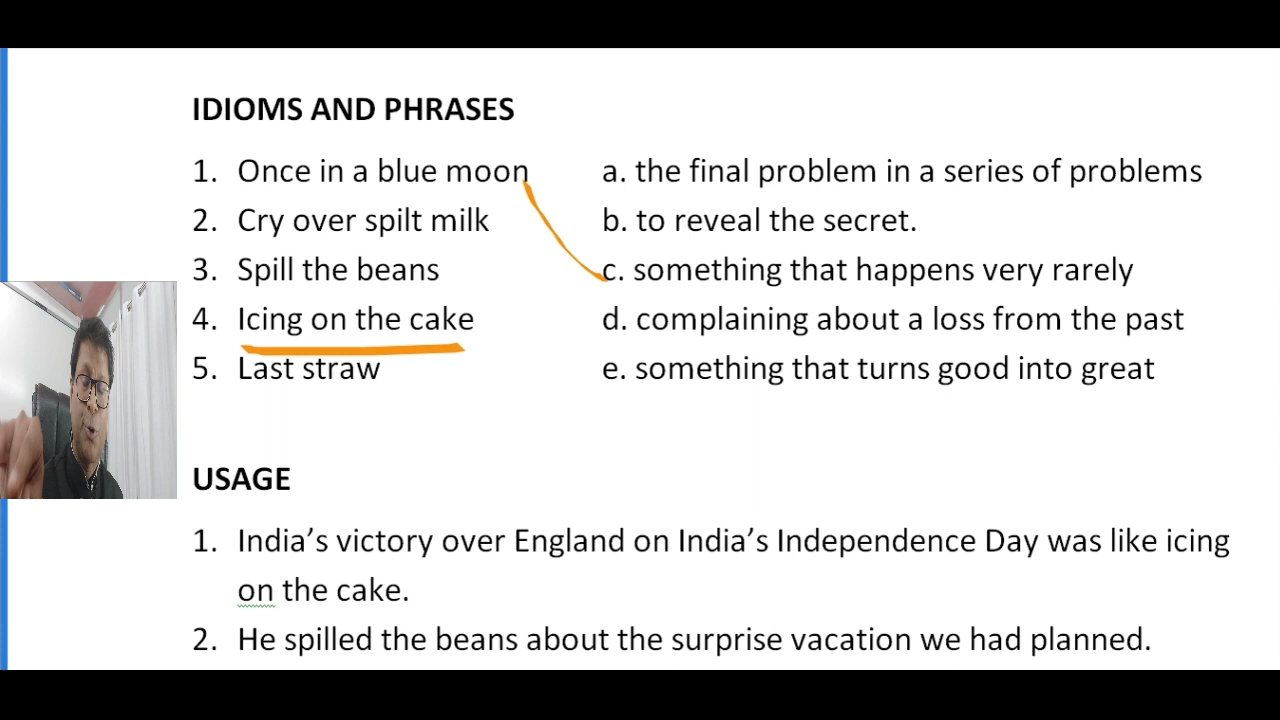 IDIOMS AND PHRASES
1. Once in a blue moon a. the final problem in a series of problems
2. Cry over spilt milk b. to reveal the secret.
3. Spill the beans c. something that happens very rarely
4. Icing on the cake d. complaining about a loss from the past
5. Last straw e. something that turns good into great
USAGE
1. India’s victory over England on India’s Independence Day was like icing
on the cake.
2. He spilled the beans about the surprise vacation we had planned.